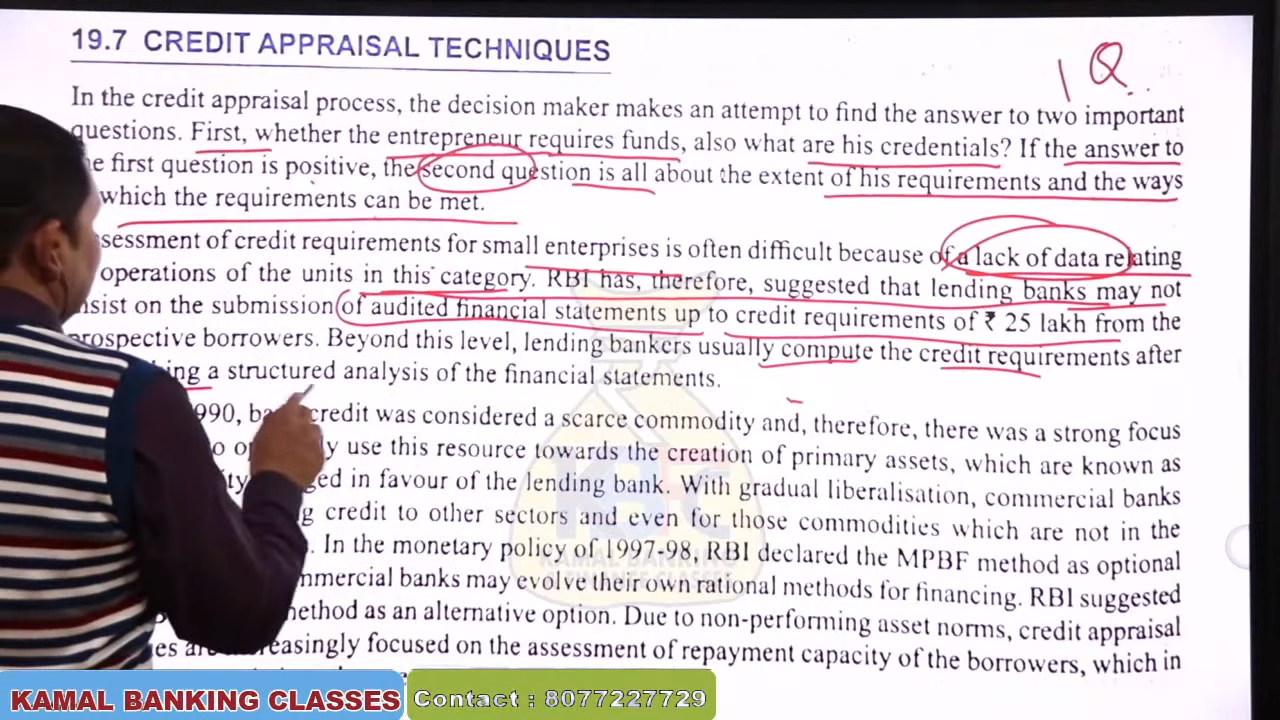 19.7 CREDIT APPRAISAL TECHNIQUES
1 Q.
In the credit appraisal process, the decision maker makes an attempt to find the answer to two important
questions. First, whether the entrepreneur requires funds, also what are his credentials? If the answer to
he first question is positive, the second question is all about the extent of his requirements and the ways
which the requirements can be met.
sessment of credit requirements for small enterprises is often difficult because of a lack of data relating
operations of the units in this category. RBI has, therefore, suggested that lending banks may not
nsist on the submission of audited financial statements up to credit requirements of ₹ 25 lakh from the
prospective borrowers. Beyond this level, lending bankers usually compute the credit requirements after
ing a structured analysis of the financial statements.
1990, credit was considered a scarce commodity and, therefore, there was a strong focus
use this resource towards the creation of primary assets, which are known as
ed in favour of the lending bank. With gradual liberalisation, commercial banks
g credit to other sectors and even for those commodities which are not in the
. In the monetary policy of 1997-98, RBI declared the MPBF method as optional
mmercial banks may evolve their own rational methods for financing. RBI suggested
method as an alternative option. Due to non-performing asset norms, credit appraisal
es are increasingly focused on the assessment of repayment capacity of the borrowers, which in
KBC
KAMAL BANKING CLASSES
Contact : 8077227729